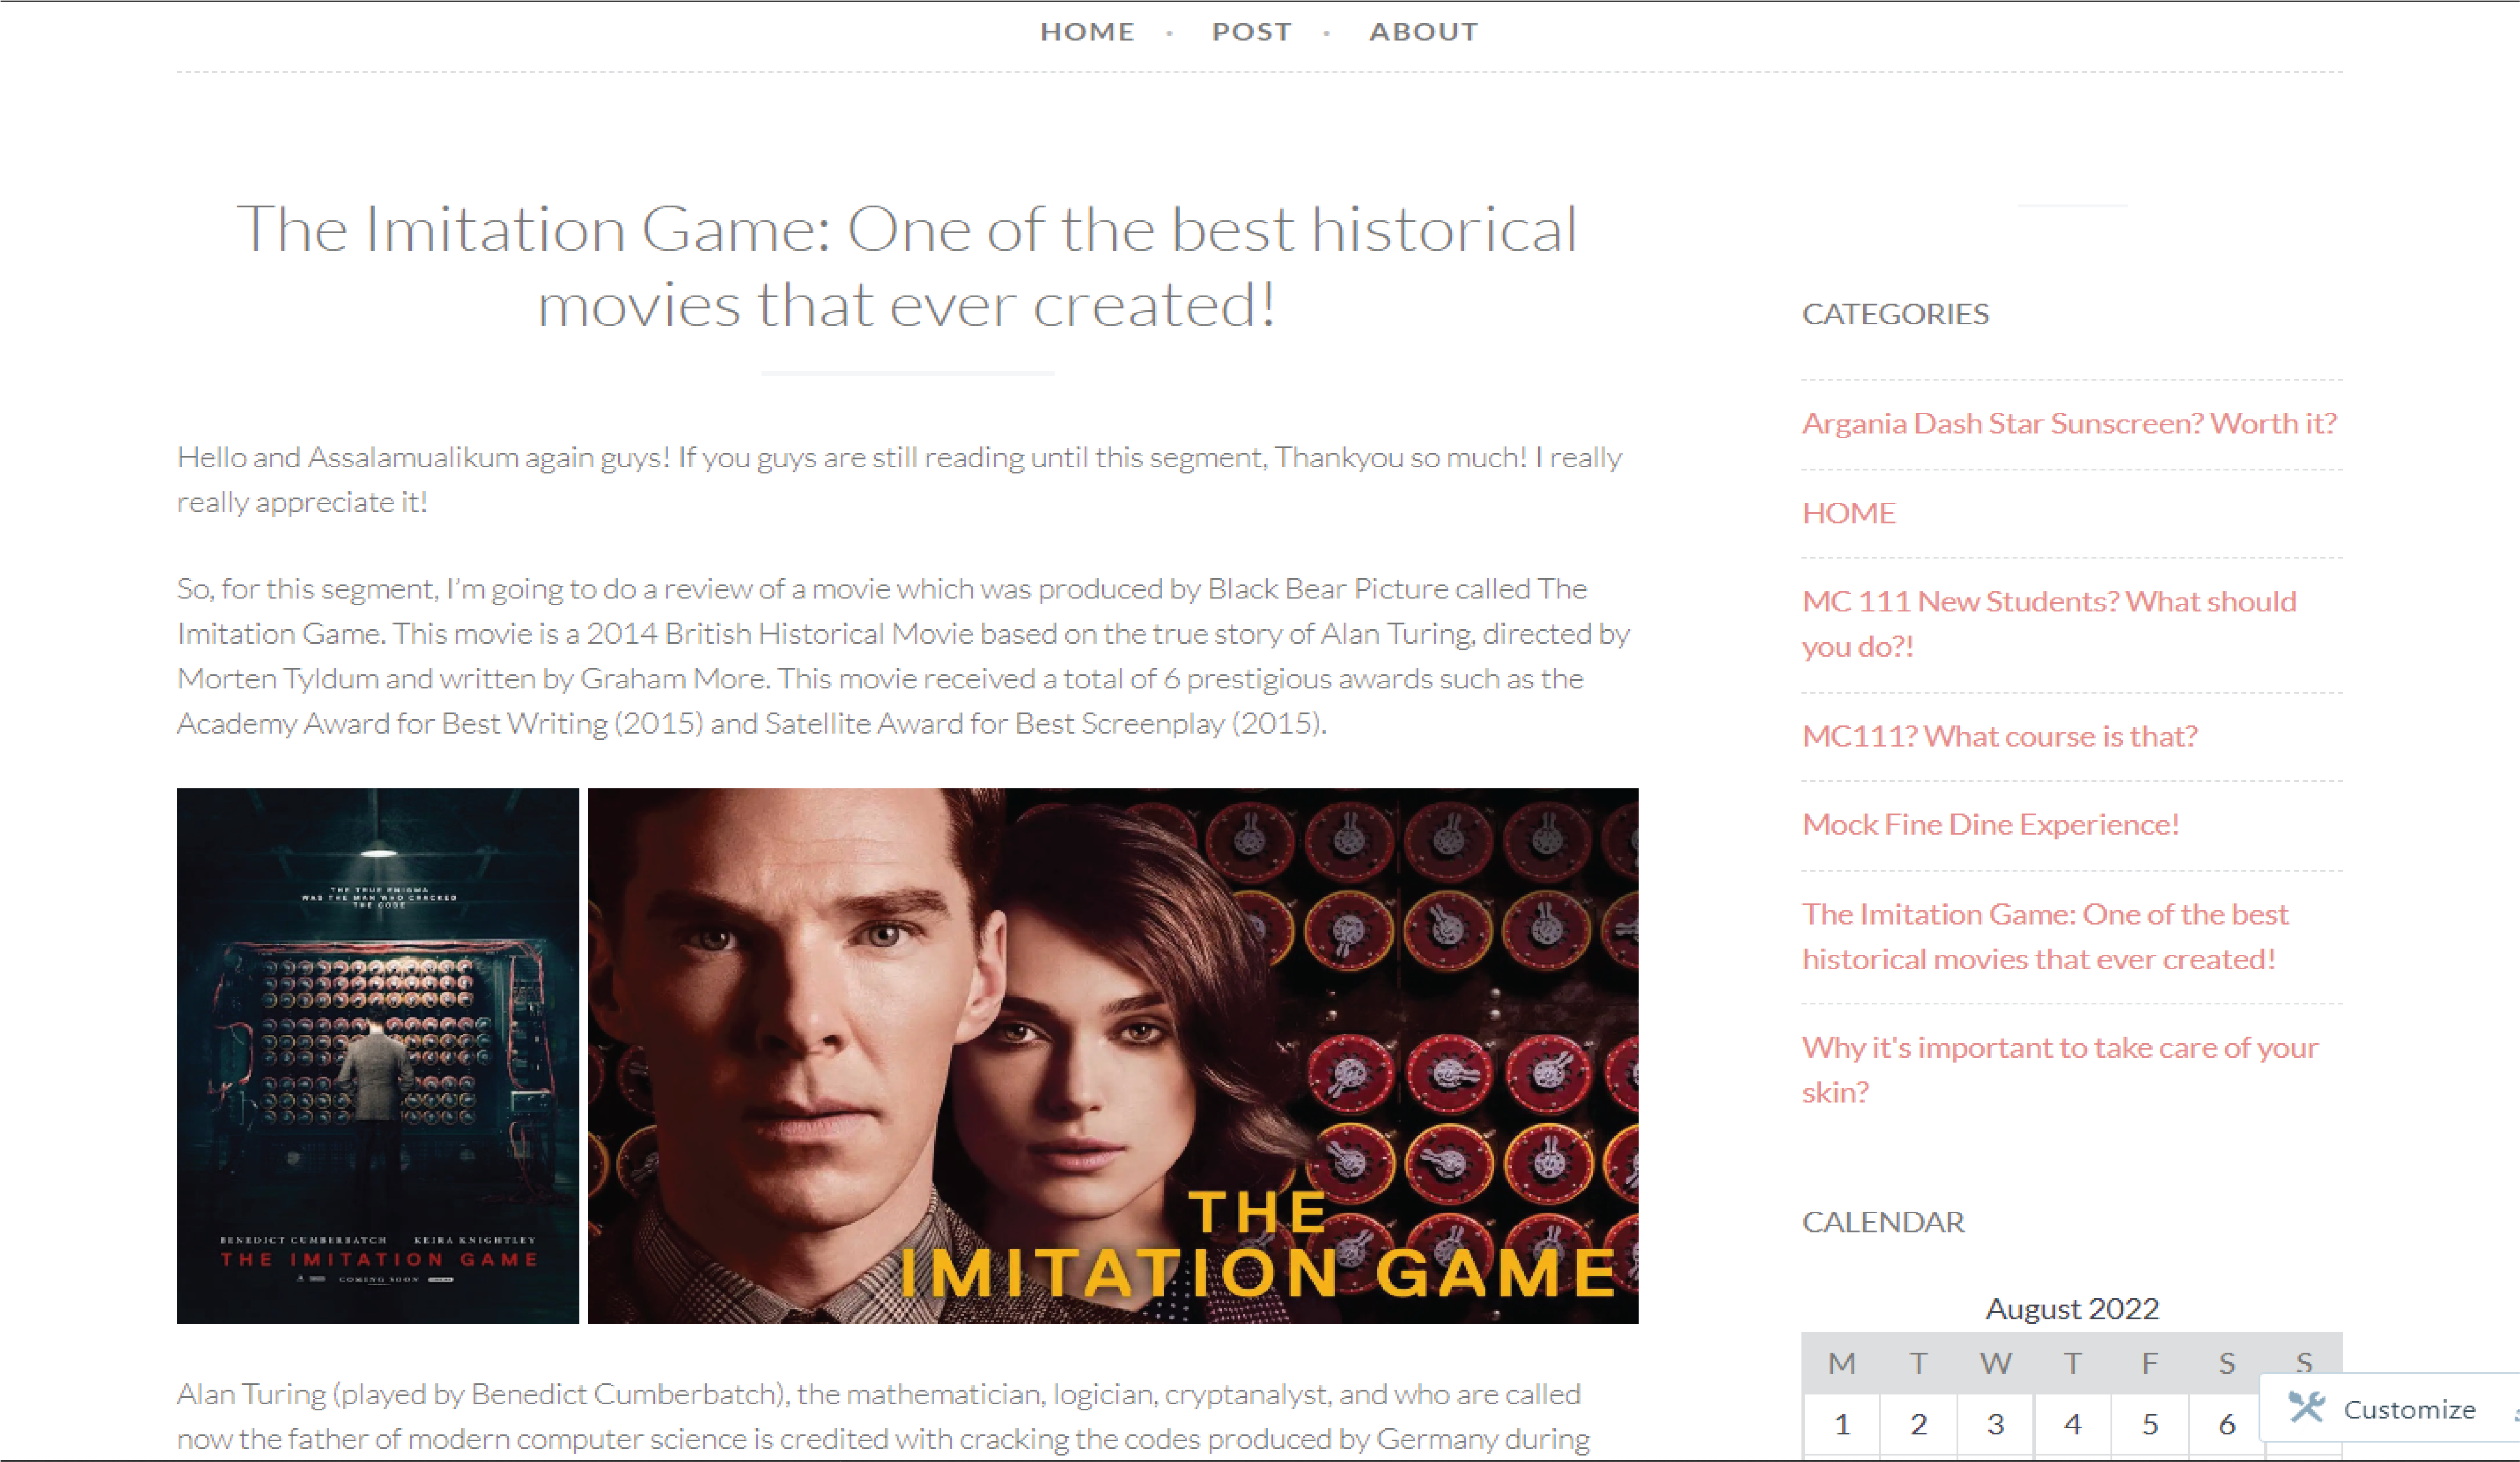 HOME • POST • ABOUT
The Imitation Game: One of the best historical
movies that ever created!
Hello and Assalamualikum again guys! If you guys are still reading until this segment, Thankyou so much! I really
really appreciate it!
So, for this segment, I'm going to do a review of a movie which was produced by Black Bear Picture called The
Imitation Game. This movie is a 2014 British Historical Movie based on the true story of Alan Turing, directed by
Morten Tyldum and written by Graham More. This movie received a total of 6 prestigious awards such as the
Academy Award for Best Writing (2015) and Satellite Award for Best Screenplay (2015).
THE TRUE ENIGMA
WAS THE MAN WHO CRACKED
THE CODE
BENEDICT CUMBERBATCH KEIRA KNIGHTLEY
THE IMITATION GAME
COMING SOON
THE
IMITATION GAME
Alan Turing (played by Benedict Cumberbatch), the mathematician, logician, cryptanalyst, and who are called
now the father of modern computer science is credited with cracking the codes produced by Germany during
CATEGORIES
Argania Dash Star Sunscreen? Worth it?
HOME
MC 111 New Students? What should
you do?!
MC111? What course is that?
Mock Fine Dine Experience!
The Imitation Game: One of the best
historical movies that ever created!
Why it's important to take care of your
skin?
CALENDAR
August 2022
M T W T F S S
1 2 3 4 5 6
Customize